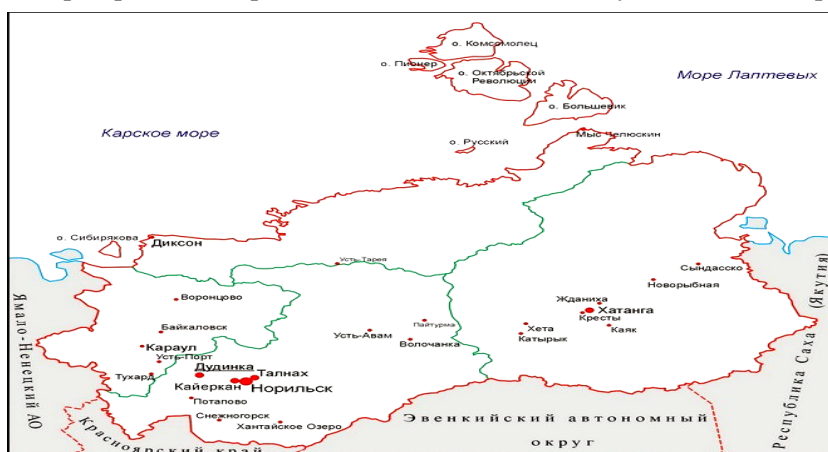 о. Комсомолец
о. Пионер
о. Октябрьской
Революции
Море Лаптевых
о. Большевик
Карское море
Мыс Челюскин
о. Русский
о. Сибирякова
Диксон
Усть-Тарея
Сындасско
Новорыбная
Воронцово
Жданиха
Хатанга
Кресты
Пайтурма
Каяк
Хета
Катырык
Байкаловск
Усть-Авам
Волочанка
Караул
Усть-Порт
Тухард
Дудинка
Талнах
Кайеркан
Норильск
Потапово
Снежногорск
Хантайское Озеро
Ямало-Ненецкий АО
Красноярский край
Эвенкийский автономный
округ
Республика Саха (Якутия)